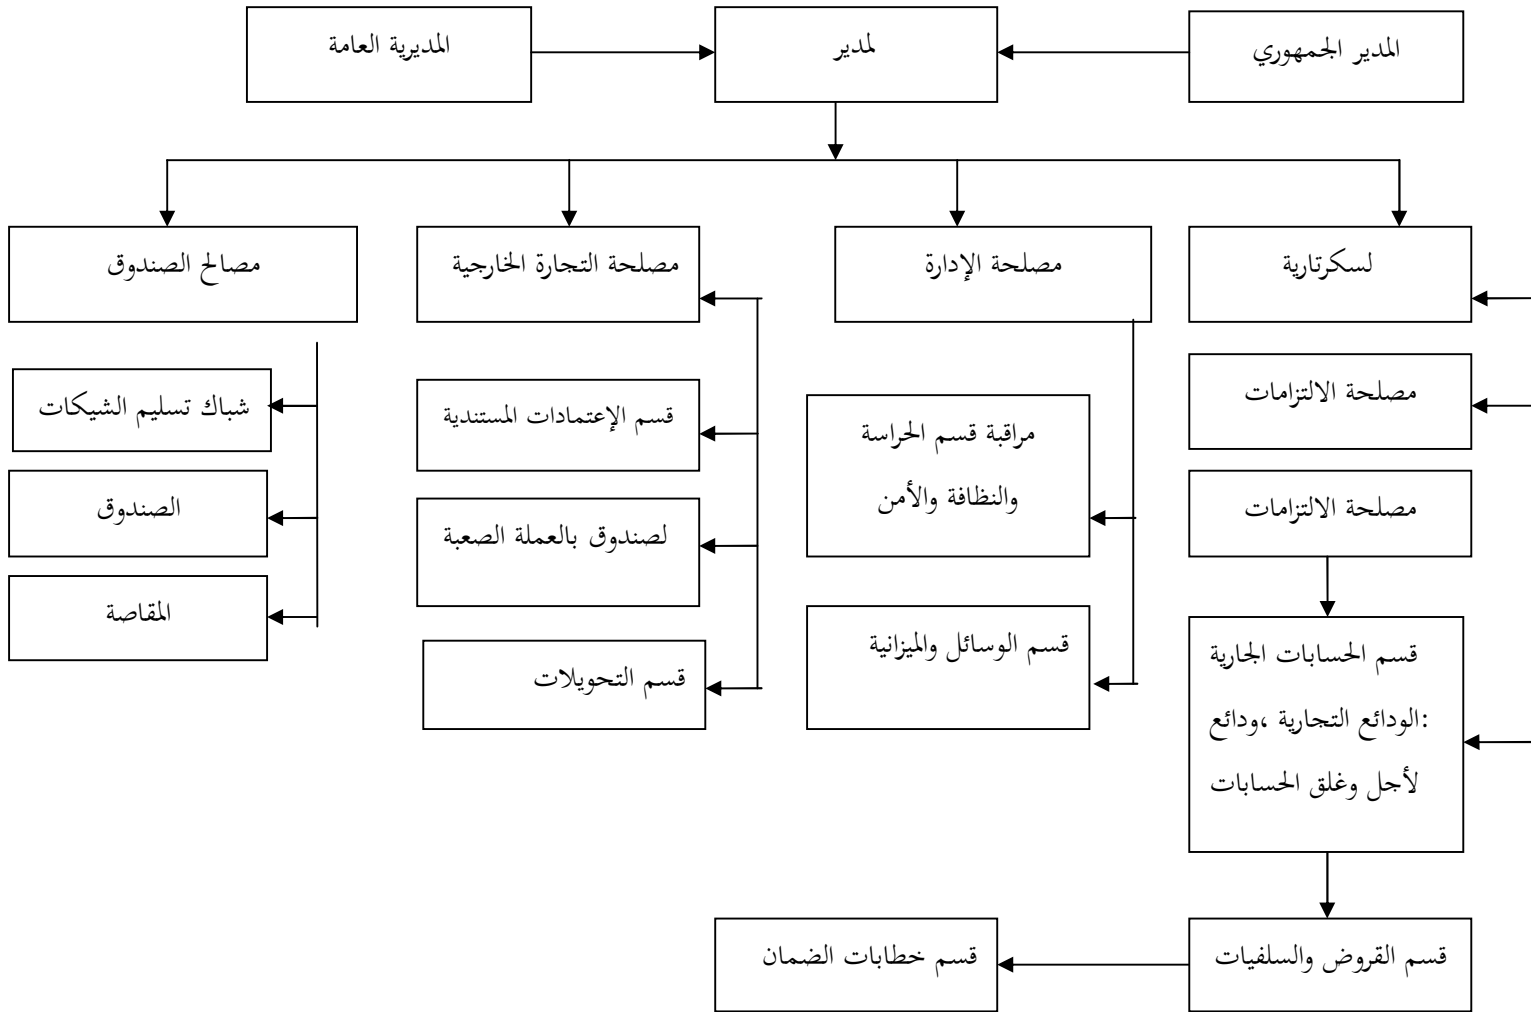 المدير الجمهوري
لمدير
المديرية العامة
لسكرتارية
مصلحة الإدارة
مصلحة التجارة الخارجية
مصالح الصندوق
مصلحة الالتزامات
مصلحة الالتزامات
قسم الحسابات الجارية
:الودائع التجارية ،ودائع
لأجل وغلق الحسابات
قسم القروض والسلفيات
قسم خطابات الضمان
مراقبة قسم الحراسة
والنظافة والأمن
قسم الوسائل والميزانية
قسم الإعتمادات المستندية
لصندوق بالعملة الصعبة
قسم التحويلات
شباك تسليم الشيكات
الصندوق
المقاصة